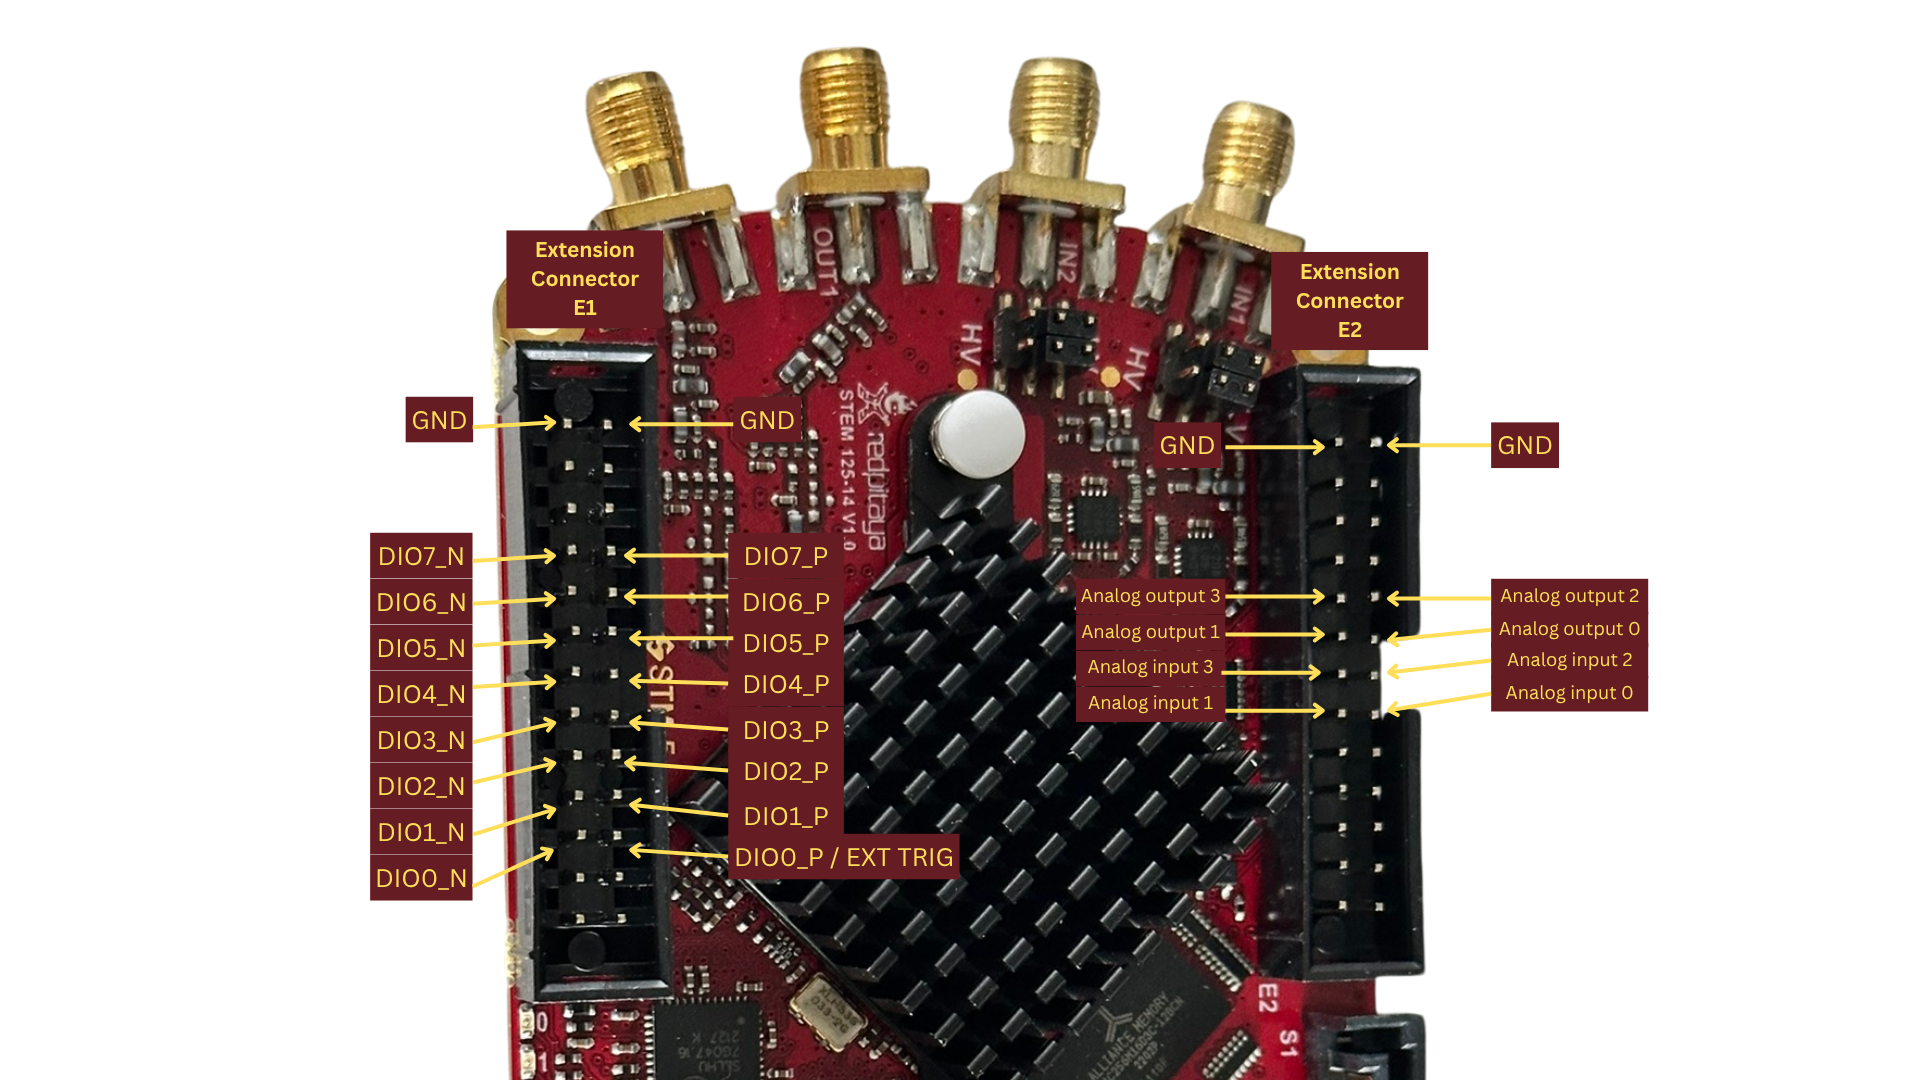 Extension
Connector
E1
Extension
Connector
E2
OUT1
IN2
IN1
HV
HV
redpitaya
STEM 125-14 V1.0
GND
GND
GND
GND
DIO7_N
DIO6_N
DIO5_N
DIO4_N
DIO3_N
DIO2_N
DIO1_N
DIO0_N
DIO7_P
DIO6_P
DIO5_P
DIO4_P
DIO3_P
DIO2_P
DIO1_P
DIO0_P / EXT TRIG
Analog output 3
Analog output 1
Analog input 3
Analog input 1
Analog output 2
Analog output 0
Analog input 2
Analog input 0
ALLIANCE MEMORY
E2
S1
0
1